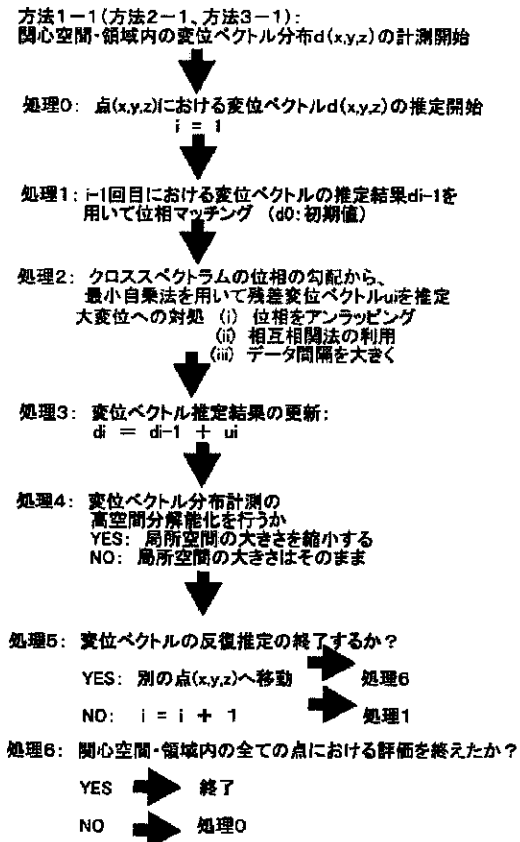 方法１－１(方法２－１、方法３－１):
関心空間・領域内の変位ベクトル分布d(x,y,z)の計測開始
処理0: 点(x,y,z)における変位ベクトルd(x,y,z)の推定開始
i = 1
処理1: i-1回目における変位ベクトルの推定結果di-1を
用いて位相マッチング (d0:初期値)
処理2: クロススペクトラムの位相の勾配から、
最小自乗法を用いて残差変位ベクトルuiを推定
大変位への対処 (i) 位相をアンラッピング
(ii) 相互相関法の利用
(iii) データ間隔を大きく
処理3: 変位ベクトル推定結果の更新:
di = di-1 + ui
処理4: 変位ベクトル分布計測の
高空間分解能化を行うか
YES: 局所空間の大きさを縮小する
NO: 局所空間の大きさはそのまま
処理5: 変位ベクトルの反復推定の終了するか?
YES: 別の点(x,y,z)へ移動 処理6
NO: i = i + 1 処理1
処理6: 関心空間・領域内の全ての点における評価を終えたか?
YES 終了
NO 処理0